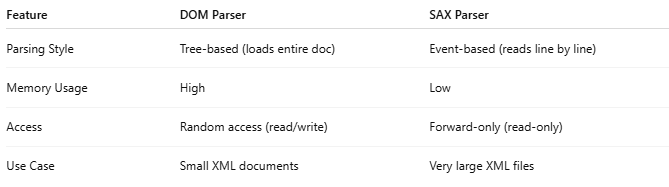 Feature DOM Parser SAX Parser
Parsing Style Tree-based (loads entire doc) Event-based (reads line by line)
Memory Usage High Low
Access Random access (read/write) Forward-only (read-only)
Use Case Small XML documents Very large XML files